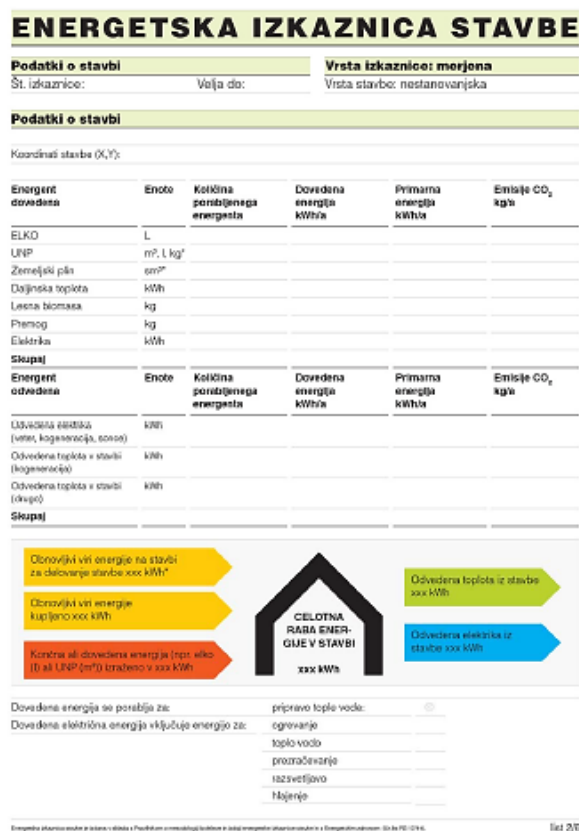 ENERGETSKA IZKAZNICA STAVBE
Podatki o stavbi
Vrsta izkaznice: merjena
Št. izkaznice: Velja do:
Vrsta stavbe: nestanovanjska
Podatki o stavbi
Koordinati stavbe (X,Y):
Energent dovedena Enote Količina porabljenega energenta Dovedena energija kWh/a Primarna energija kWh/a Emisije CO₂ kg/a
ELKO L
UNP m³, l, kg*
Zemeljski plin sm³*
Daljinska toplota kWh
Lesna biomasa kg
Premog kg
Elektrika kWh
Skupaj
Energent odvedena Enote Količina porabljenega energenta Dovedena energija kWh/a Primarna energija kWh/a Emisije CO₂ kg/a
Odvedena elektrika kWh
(veter, kogeneracija, sonce)
Odvedena toplota v stavbi kWh
(kogeneracija)
Odvedena toplota v stavbi kWh
(drugo)
Skupaj
Obnovljivi viri energije na stavbi
za delovanje stavbe xxx kWh*
Obnovljivi viri energije
kupljeno xxx kWh
Končna ali dovedena energija (npr. elko
(l) ali UNP (m³)) izraženo v xxx kWh
CELOTNA
RABA ENER-
GIJE V STAVBI
xxx kWh
Odvedena toplota iz stavbe
xxx kWh
Odvedena elektrika iz
stavbe xxx kWh
Dovedena energija se porablja za: pripravo tople vode:
Dovedena električna energija vključuje energijo za: ogrevanje
toplo vodo
prezračevanje
razsvetljavo
hlajenje